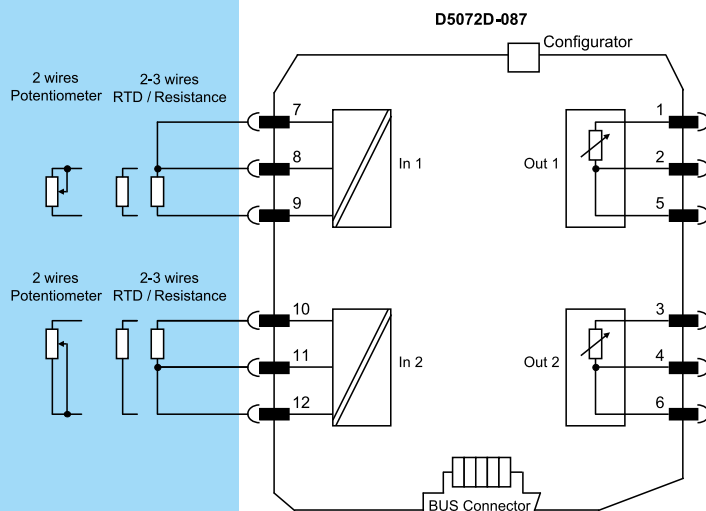 D5072D-087
Configurator
2 wires
Potentiometer
2-3 wires
RTD / Resistance
7
8
9
In 1
Out 1
1
2
5
2 wires
Potentiometer
2-3 wires
RTD / Resistance
10
11
12
In 2
Out 2
3
4
6
BUS Connector